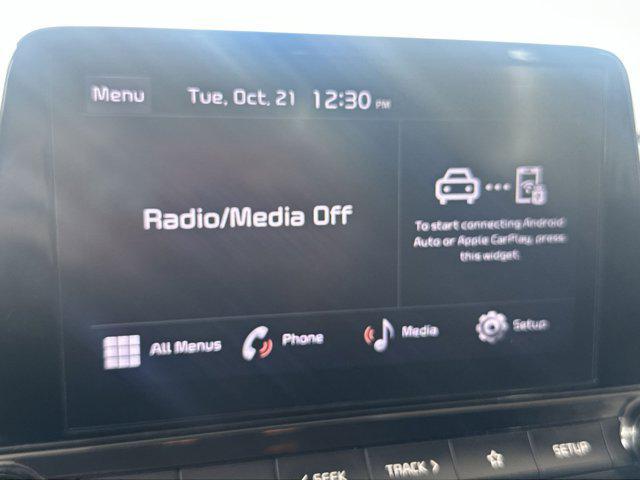 Menu Tue, Oct. 21 12:30 PM
Radio/Media Off
To start connecting Android
Auto or Apple CarPlay, press
this widget.
All Menus Phone Media Setup
< SEEK TRACK > SETUP